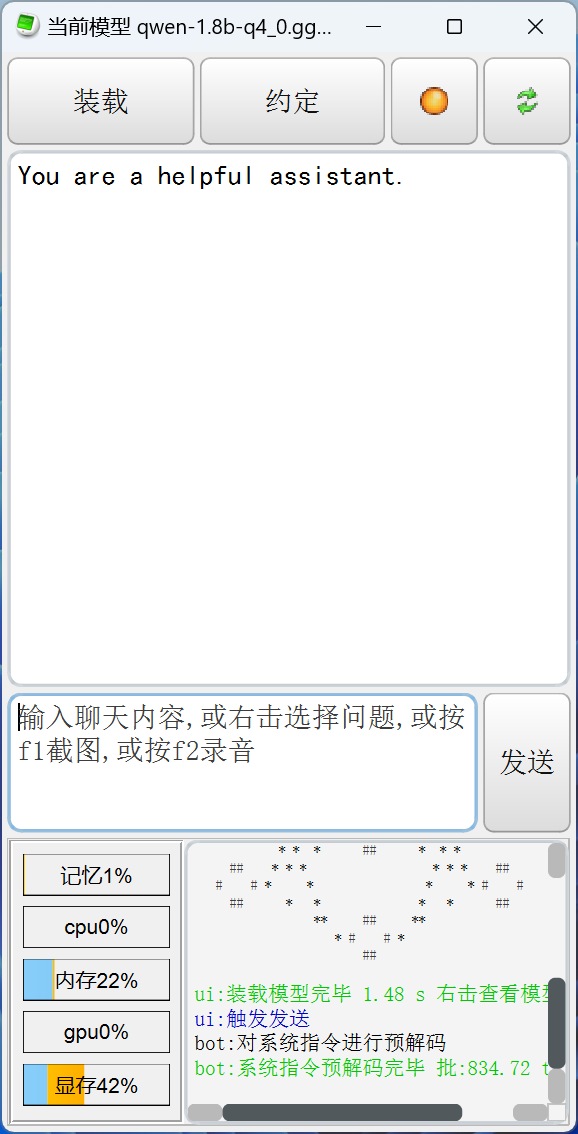 当前模型 qwen-1.8b-q4_0.gg...
装载 约定
You are a helpful assistant.
输入聊天内容,或右击选择问题,或按
f1截图,或按f2录音
发送
记忆1%
cpu0%
内存22%
gpu0%
显存42%
* * * ## * * *
## * * * * * * ##
# # * * * * # #
## * * * * ##
** ## **
* # # *
##
ui:装载模型完毕 1.48 s 右击查看模型
ui:触发发送
bot:对系统指令进行预解码
bot:系统指令预解码完毕 批:834.72 t